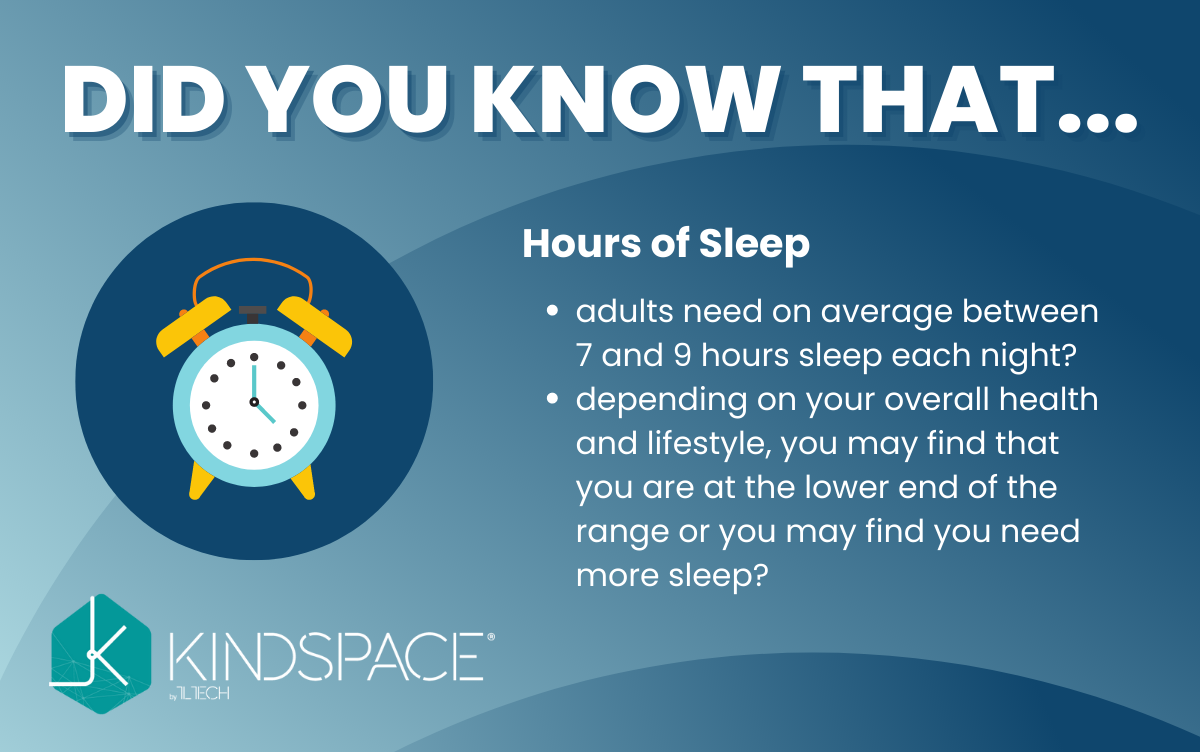 DID YOU KNOW THAT...
Hours of Sleep
• adults need on average between
7 and 9 hours sleep each night?
• depending on your overall health
and lifestyle, you may find that
you are at the lower end of the
range or you may find you need
more sleep?
KINDSPACE®
by TLTECH